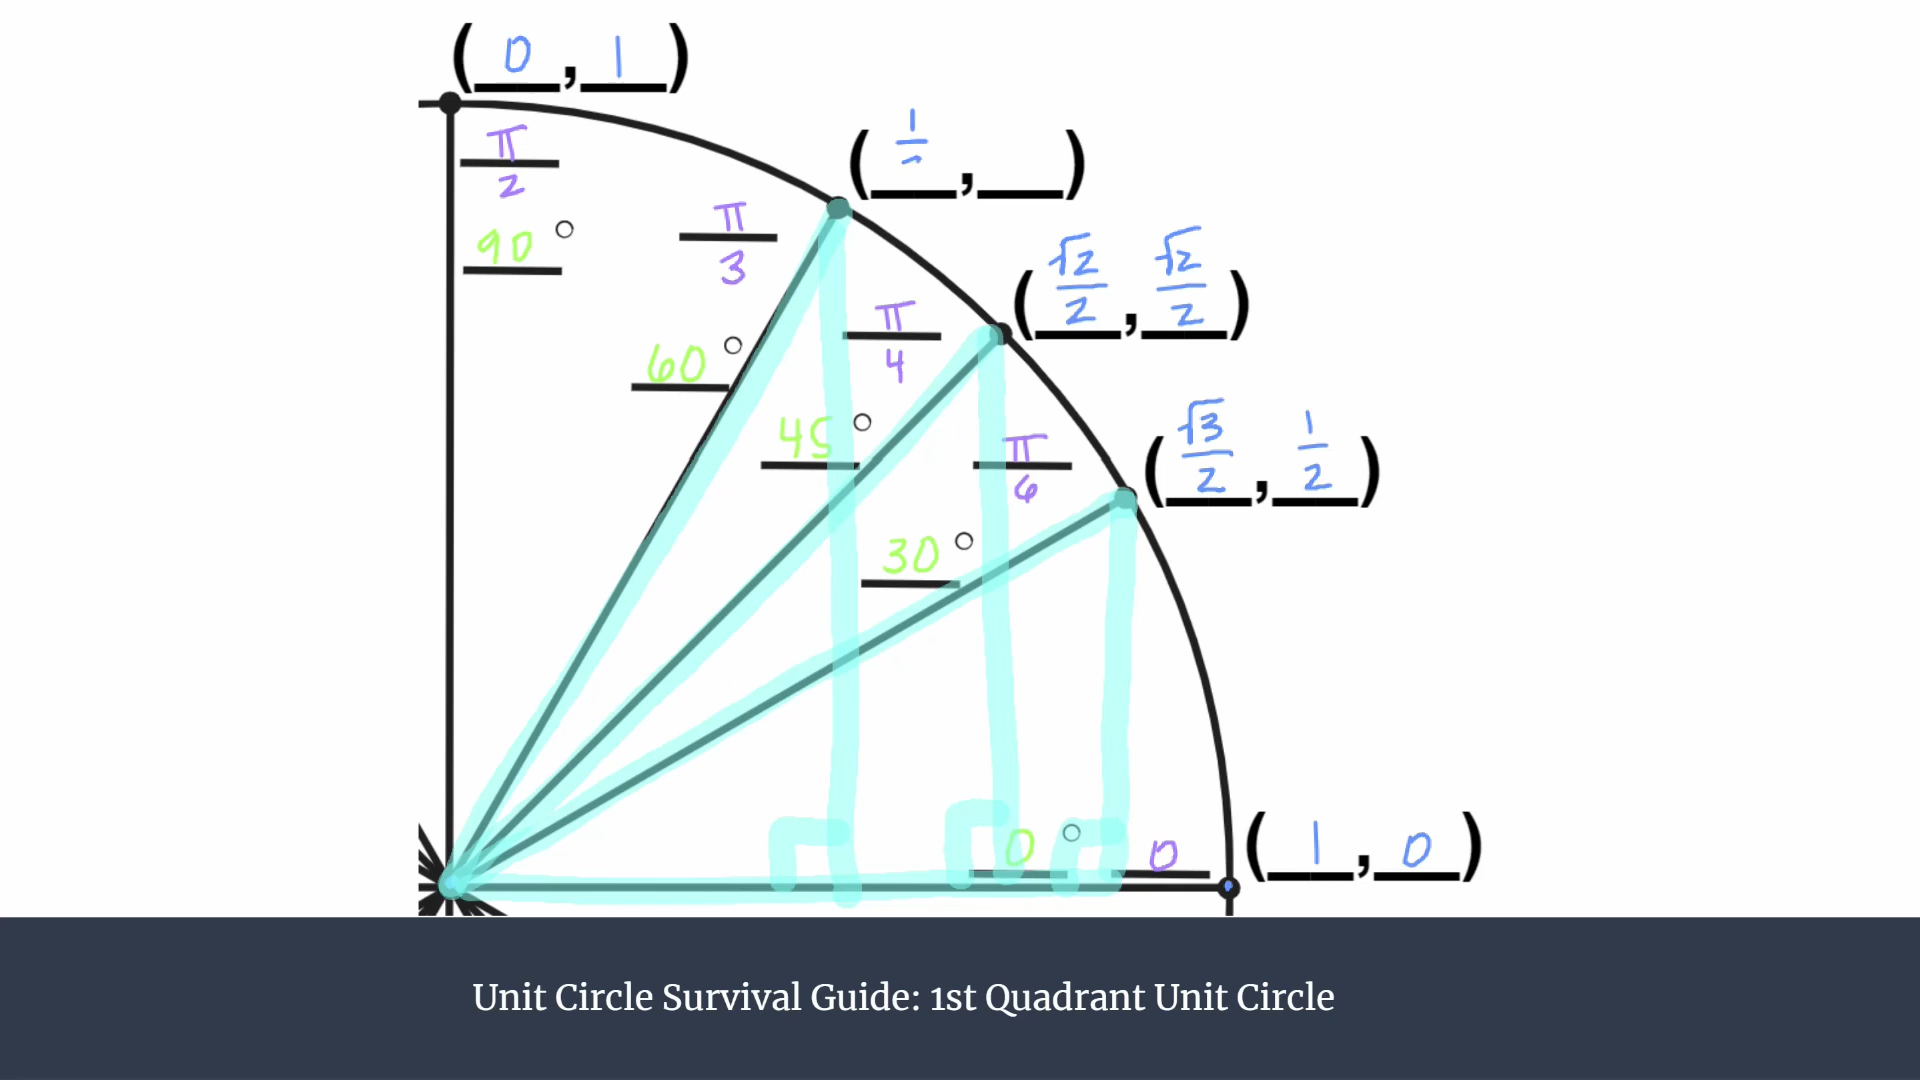 (0, 1)
π/2
90°
(1/, )
π/3
60°
(√2/2, √2/2)
π/4
45°
(√3/2, 1/2)
π/6
30°
0° 0
(1, 0)
Unit Circle Survival Guide: 1st Quadrant Unit Circle